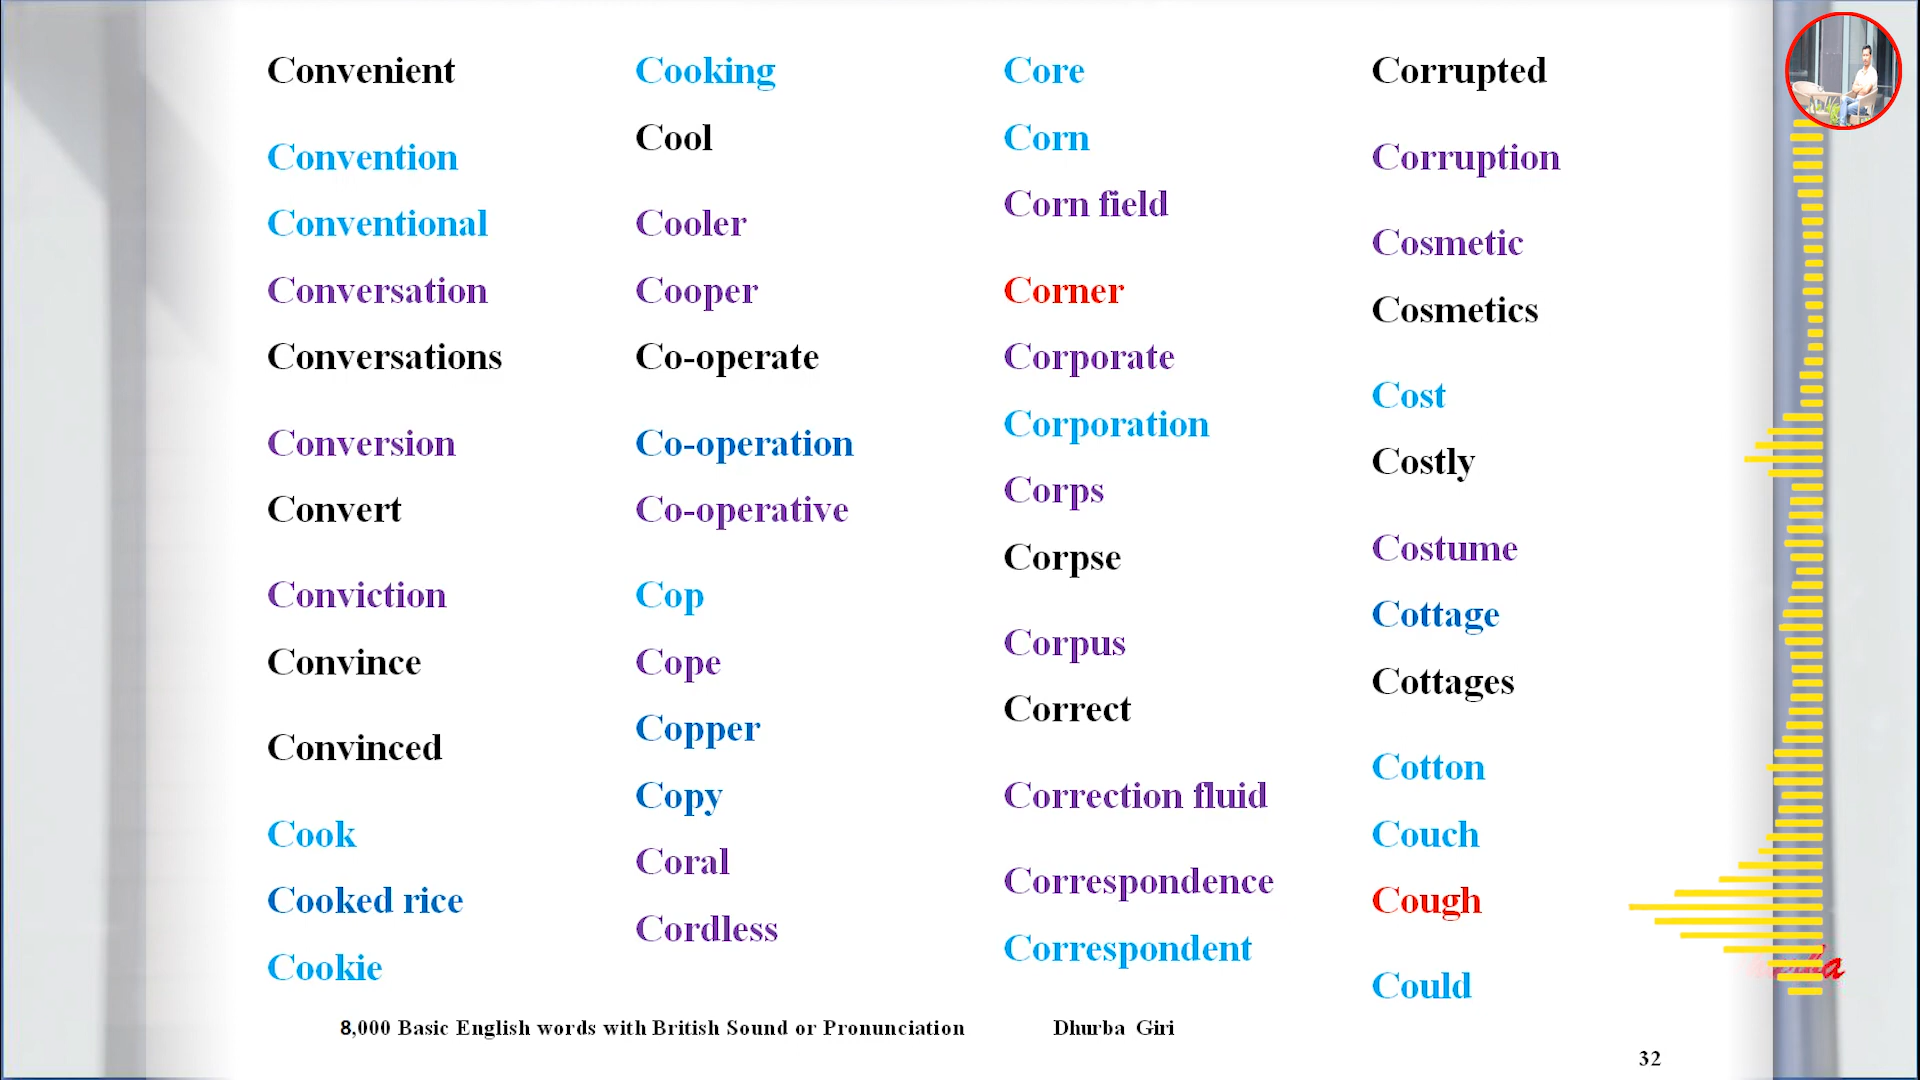 Convenient
Convention
Conventional
Conversation
Conversations
Conversion
Convert
Conviction
Convince
Convinced
Cook
Cooked rice
Cookie
Cooking
Cool
Cooler
Cooper
Co-operate
Co-operation
Co-operative
Cop
Cope
Copper
Copy
Coral
Cordless
Core
Corn
Corn field
Corner
Corporate
Corporation
Corps
Corpse
Corpus
Correct
Correction fluid
Correspondence
Correspondent
Corrupted
Corruption
Cosmetic
Cosmetics
Cost
Costly
Costume
Cottage
Cottages
Cotton
Couch
Cough
Could
8,000 Basic English words with British Sound or Pronunciation Dhurba Giri
32